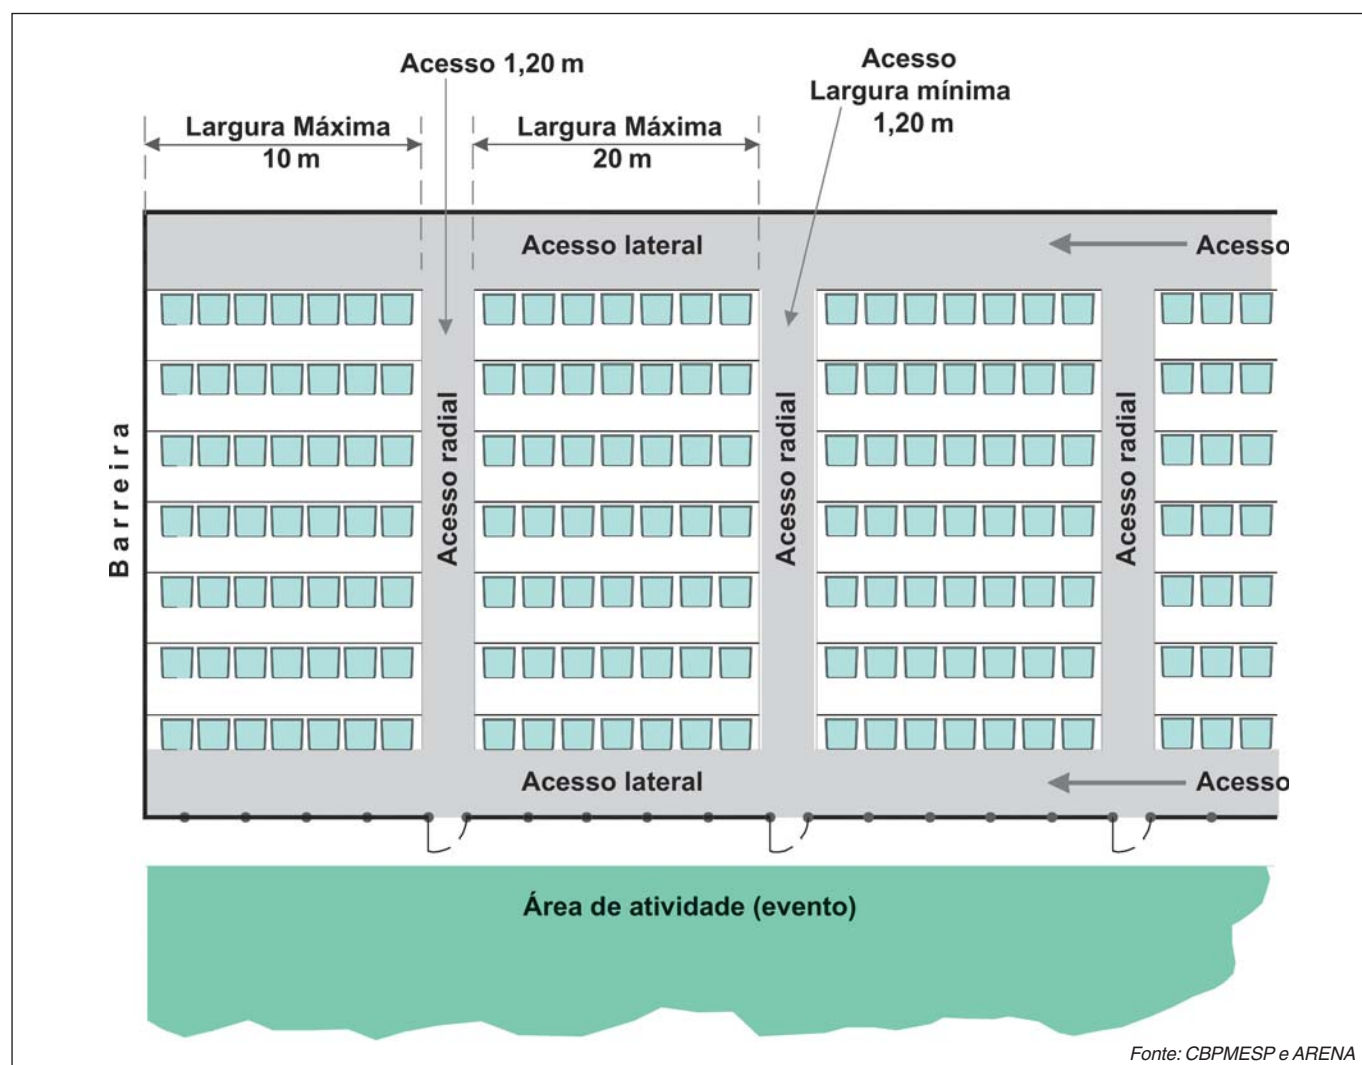 Acesso 1,20 m
Acesso
Largura mínima
1,20 m
Largura Máxima
10 m
Largura Máxima
20 m
Acesso lateral
Acesso
Barreira
Acesso radial
Acesso radial
Acesso radial
Acesso lateral
Acesso
Área de atividade (evento)
Fonte: CBPMESP e ARENA